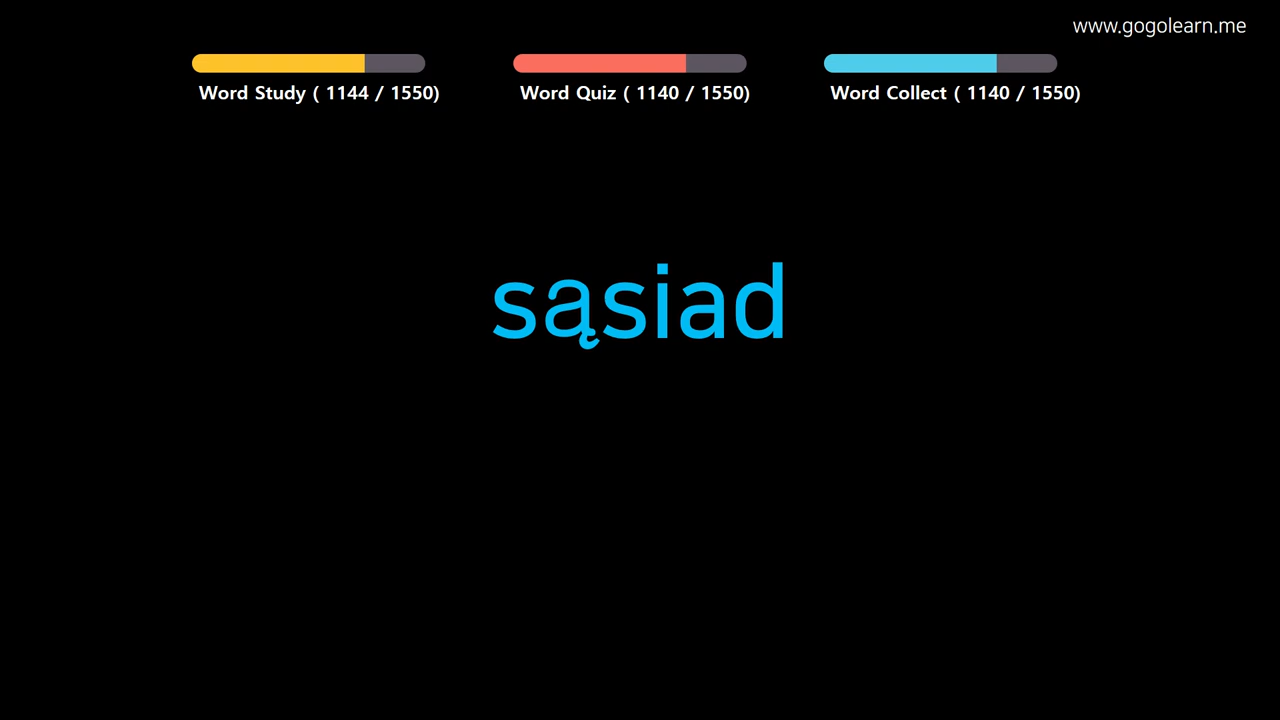 www.gogolearn.me
Word Study ( 1144 / 1550)
Word Quiz ( 1140 / 1550)
Word Collect ( 1140 / 1550)
sąsiad